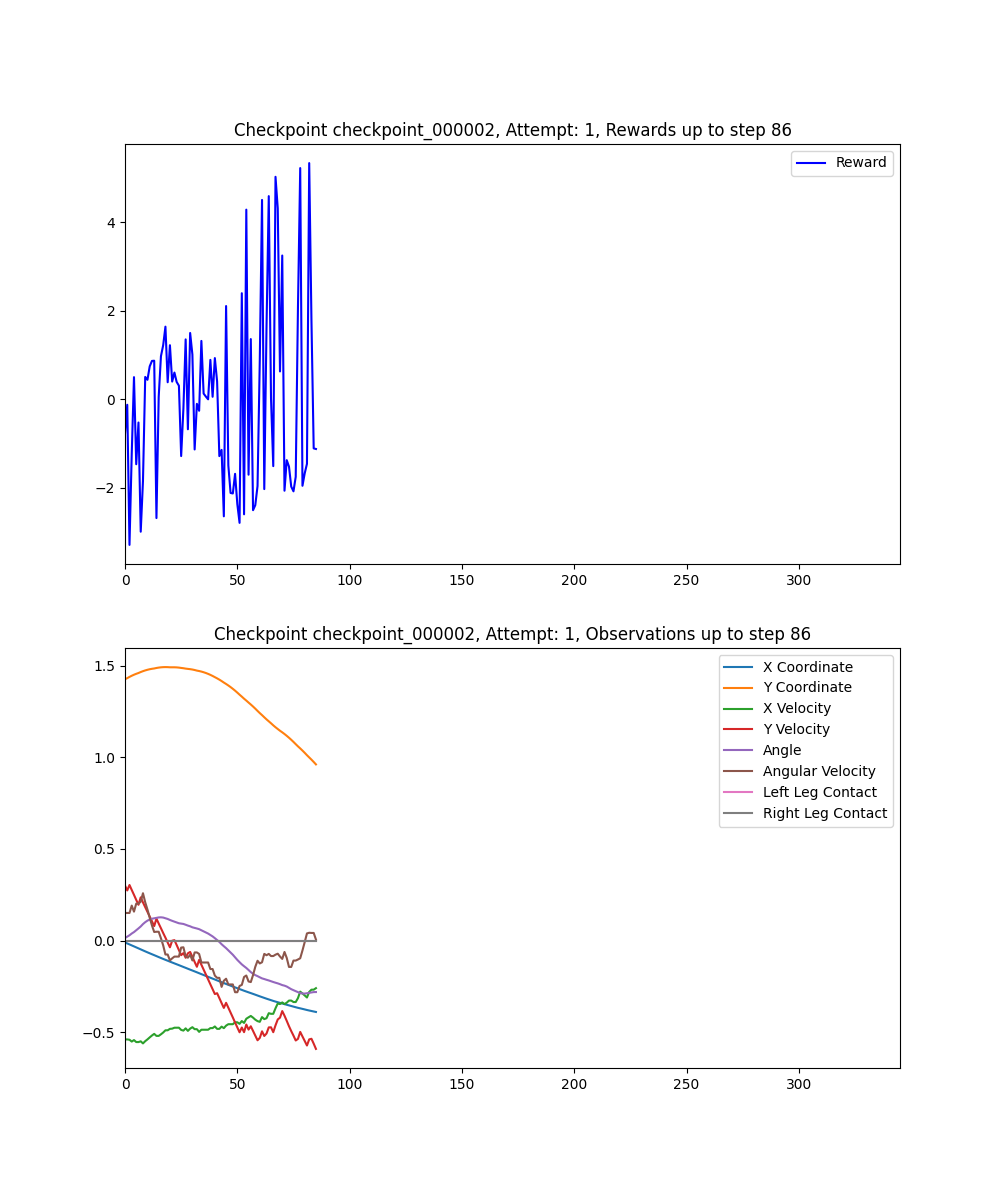 Checkpoint checkpoint_000002, Attempt: 1, Rewards up to step 86
Reward
4
2
0
−2
0
50
100
150
200
250
300
Checkpoint checkpoint_000002, Attempt: 1, Observations up to step 86
X Coordinate
Y Coordinate
X Velocity
Y Velocity
Angle
Angular Velocity
Left Leg Contact
Right Leg Contact
1.5
1.0
0.5
0.0
−0.5
0
50
100
150
200
250
300